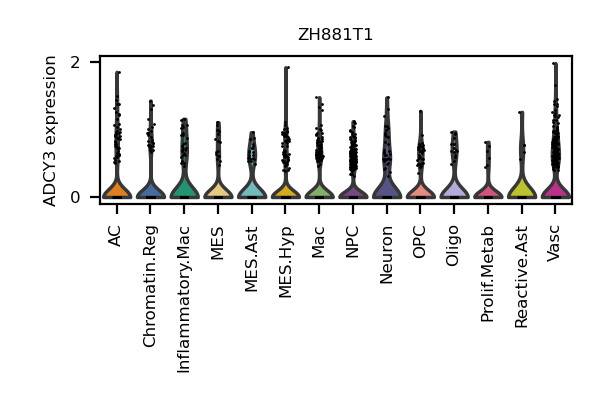 ZH881T1
ADCY3 expression
2
0
AC
Chromatin.Reg
Inflammatory.Mac
MES
MES.Ast
MES.Hyp
Mac
NPC
Neuron
OPC
Oligo
Prolif.Metab
Reactive.Ast
Vasc